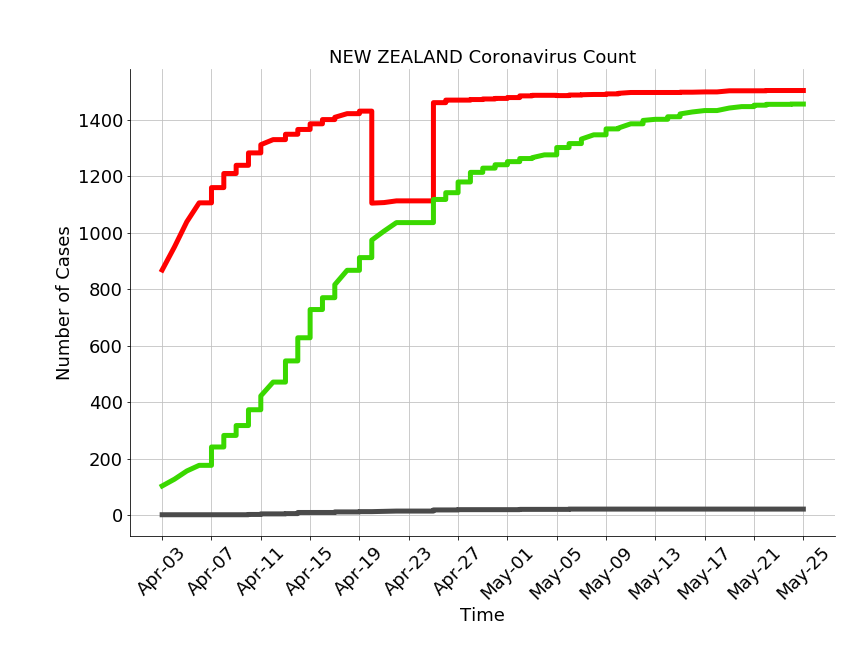 NEW ZEALAND Coronavirus Count
Number of Cases
1400
1200
1000
800
600
400
200
0
Apr-03
Apr-07
Apr-11
Apr-15
Apr-19
Apr-23
Apr-27
May-01
May-05
May-09
May-13
May-17
May-21
May-25
Time